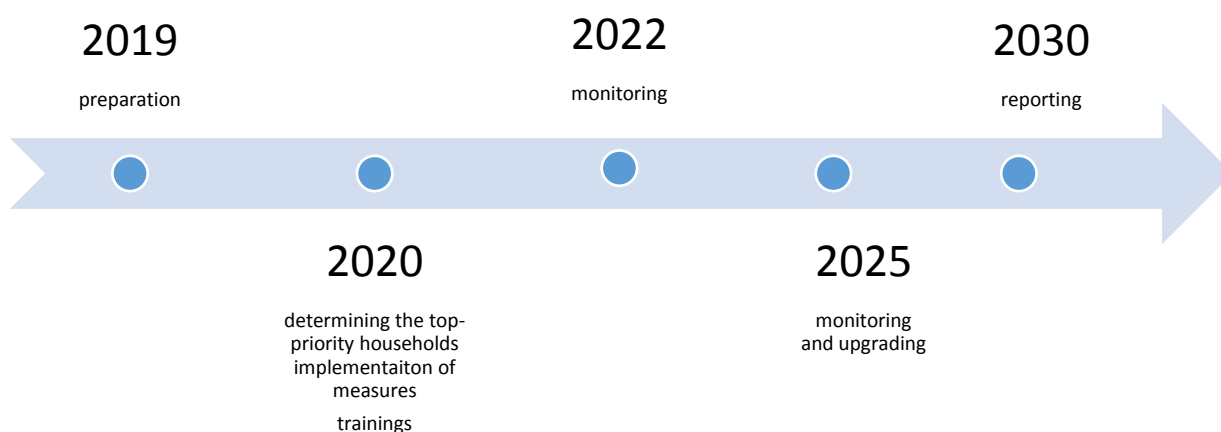 2019
preparation
2020
determining the top-
priority households
implementaiton of
measures
trainings
2022
monitoring
2025
monitoring
and upgrading
2030
reporting